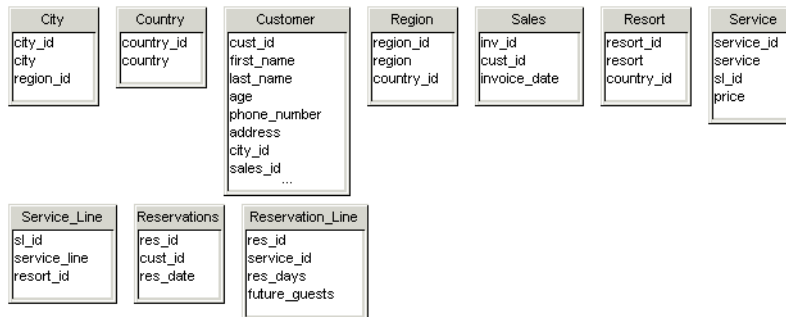 City
city_id
city
region_id
Country
country_id
country
Customer
cust_id
first_name
last_name
age
phone_number
address
city_id
sales_id
...
Region
region_id
region
country_id
Sales
inv_id
cust_id
invoice_date
Resort
resort_id
resort
country_id
Service
service_id
service
sl_id
price
Service_Line
sl_id
service_line
resort_id
Reservations
res_id
cust_id
res_date
Reservation_Line
res_id
service_id
res_days
future_guests